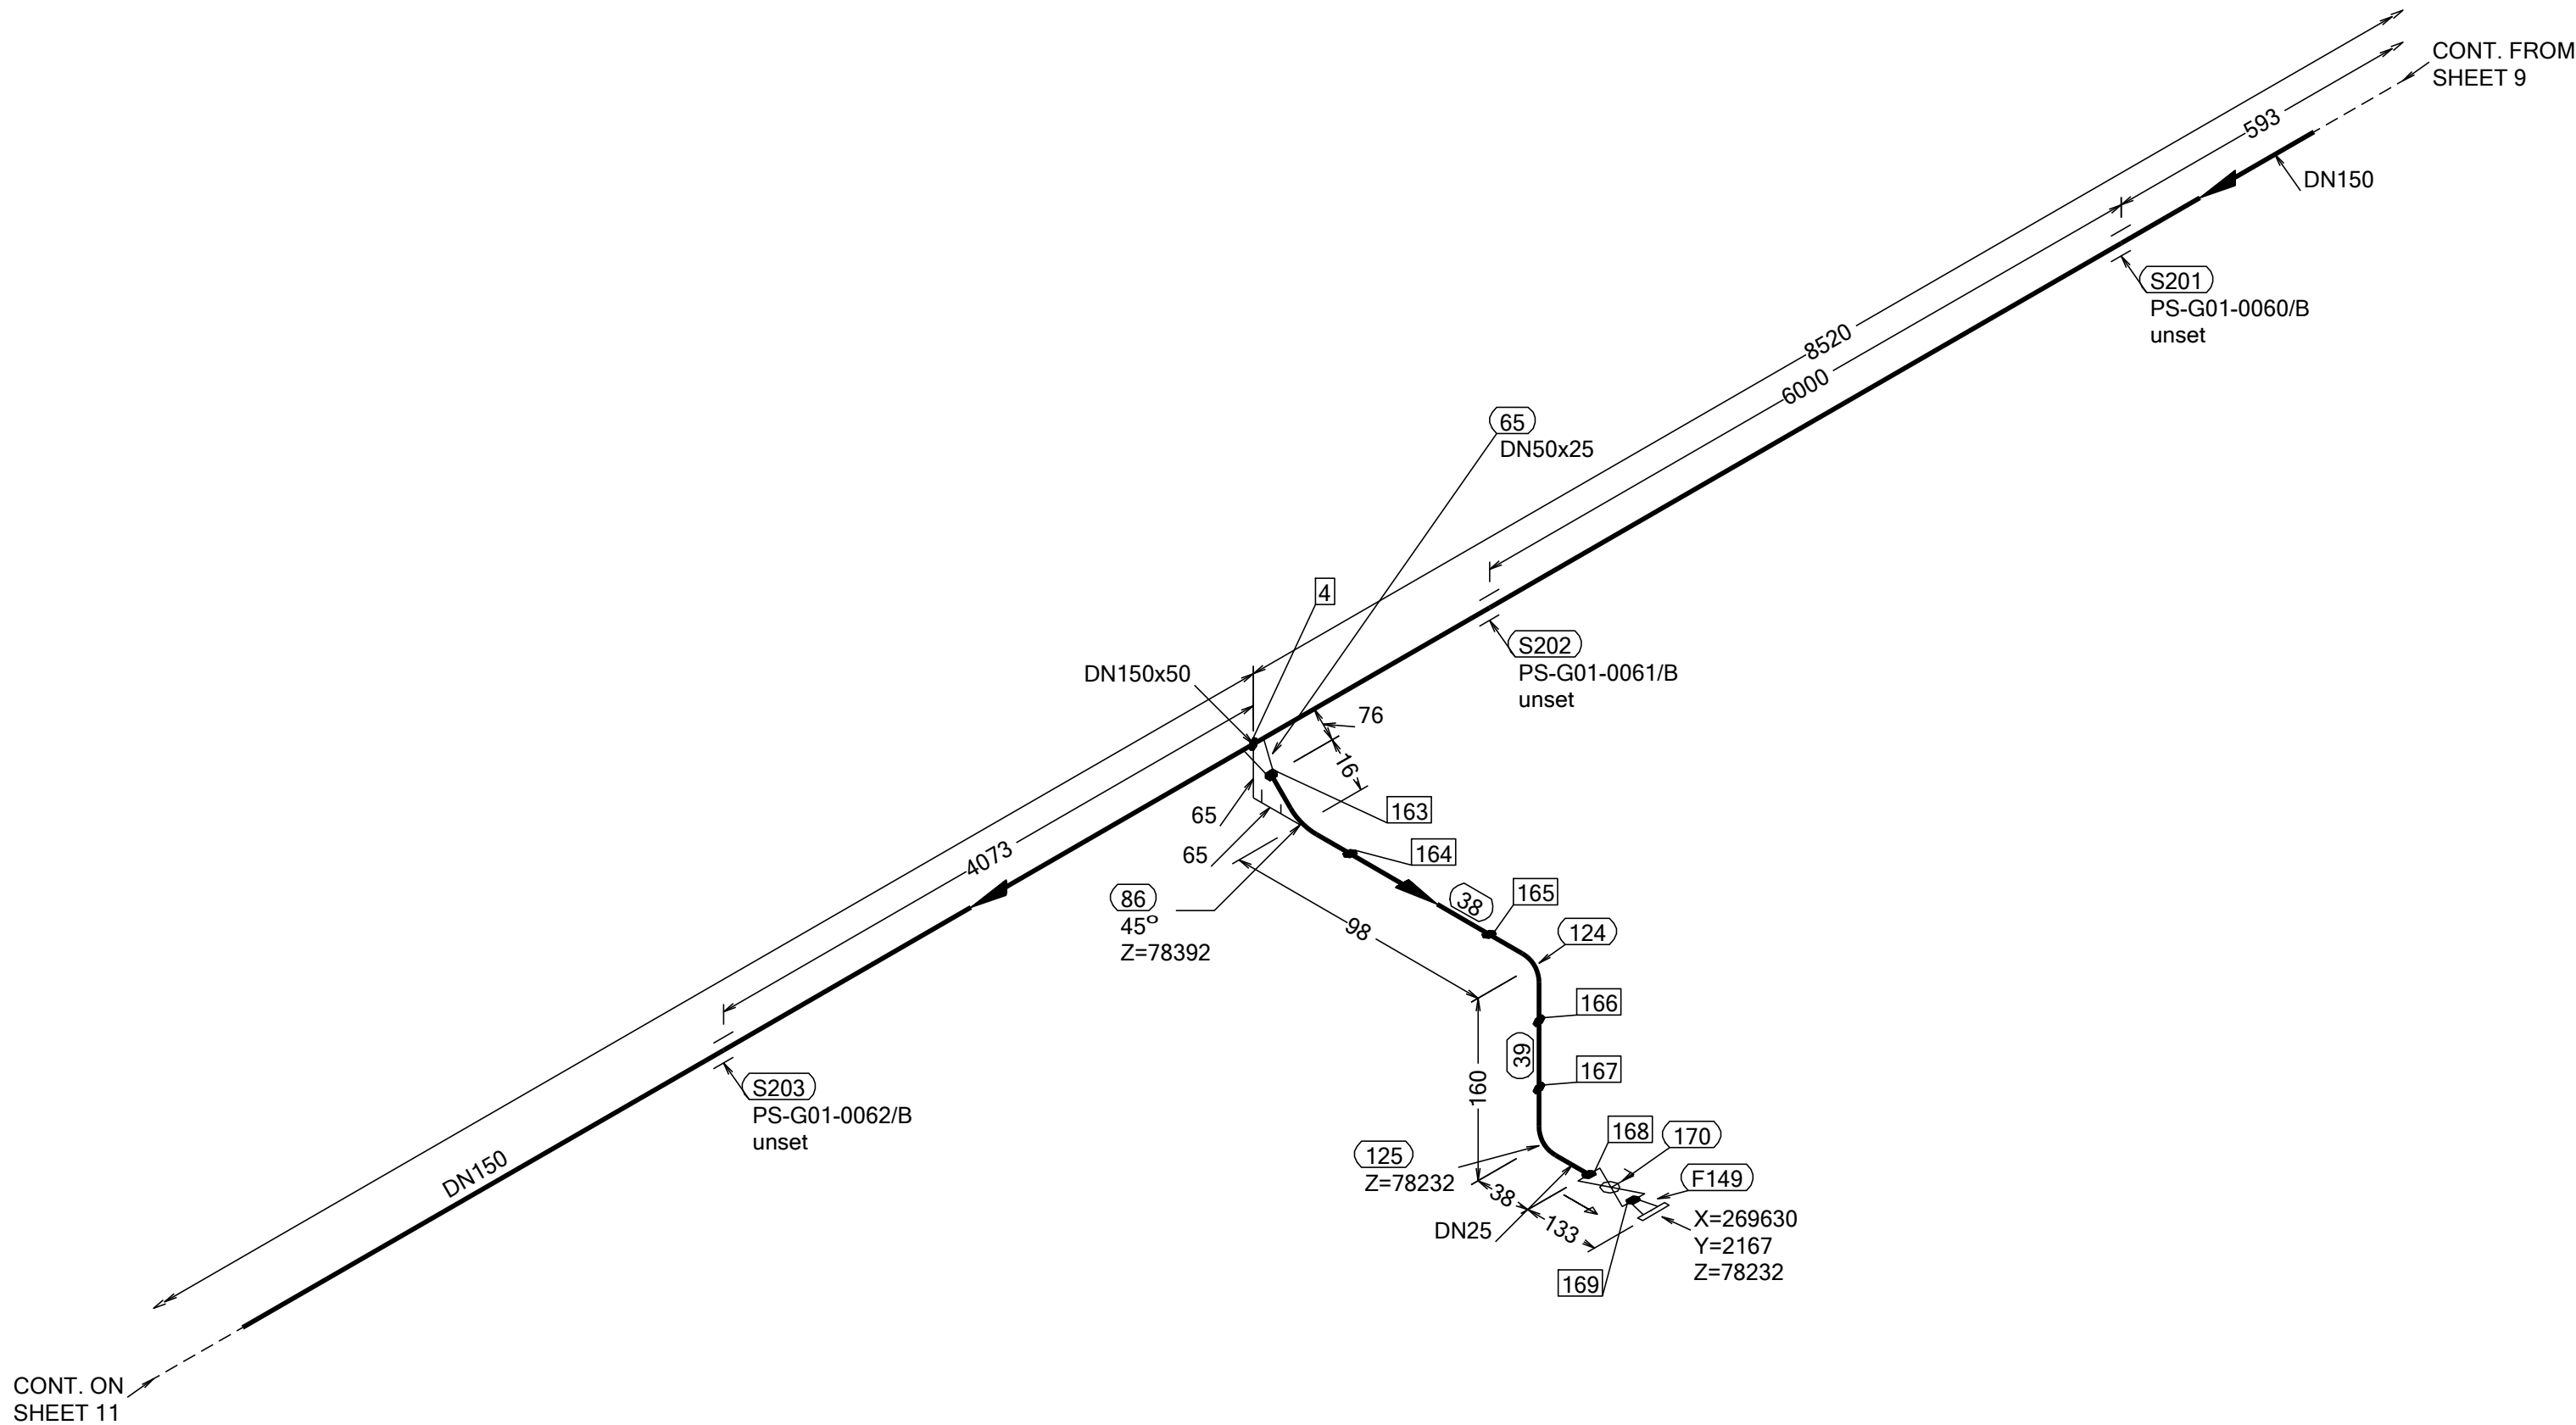 CONT. FROM
SHEET 9
593
DN150
S201
PS-G01-0060/B
unset
8520
6000
65
DN50x25
4
S202
PS-G01-0061/B
unset
DN150x50
76
16
163
65
65
164
4073
86
45°
Z=78392
38
165
98
124
166
39
167
160
S203
PS-G01-0062/B
unset
168
170
125
Z=78232
F149
38
DN25
133
X=269630
Y=2167
Z=78232
169
DN150
CONT. ON
SHEET 11